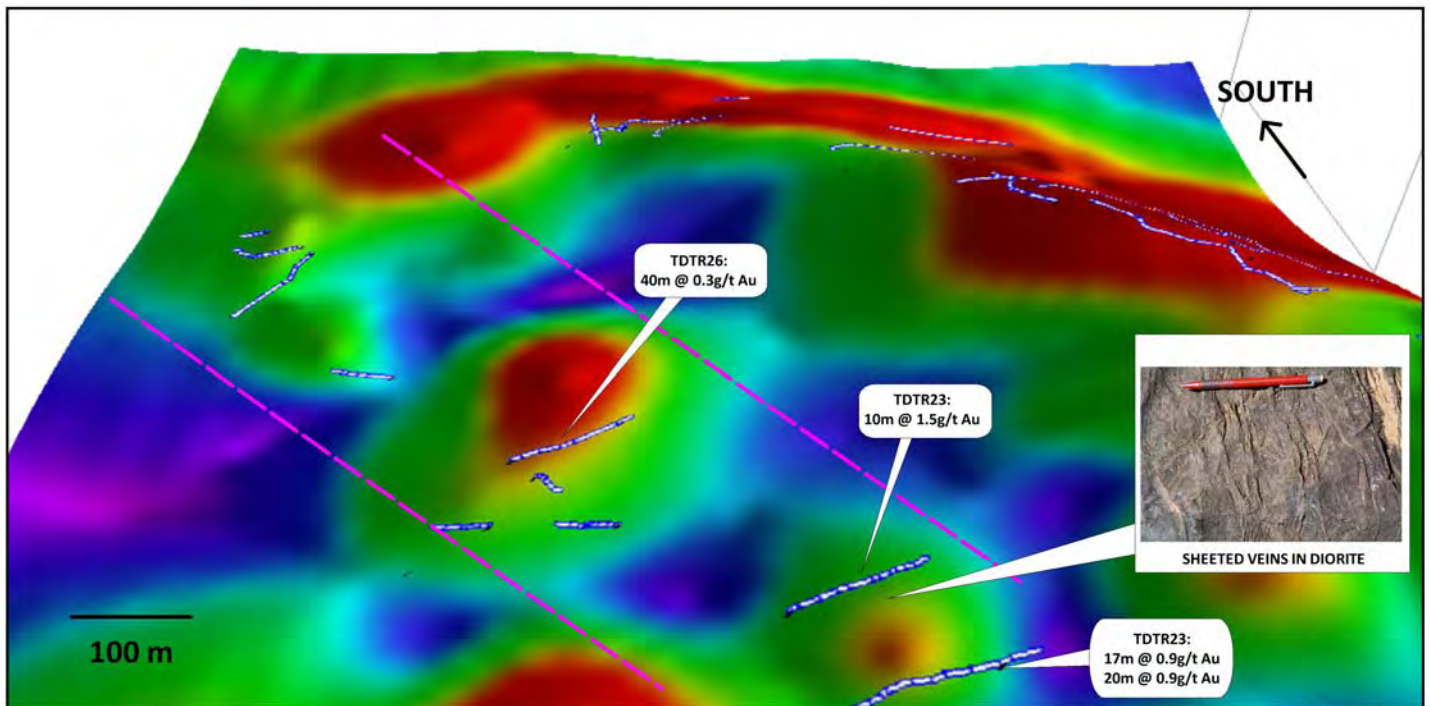 SOUTH
TDTR26:
40m @ 0.3g/t Au
TDTR23:
10m @ 1.5g/t Au
SHEETED VEINS IN DIORITE
100 m
TDTR23:
17m @ 0.9g/t Au
20m @ 0.9g/t Au